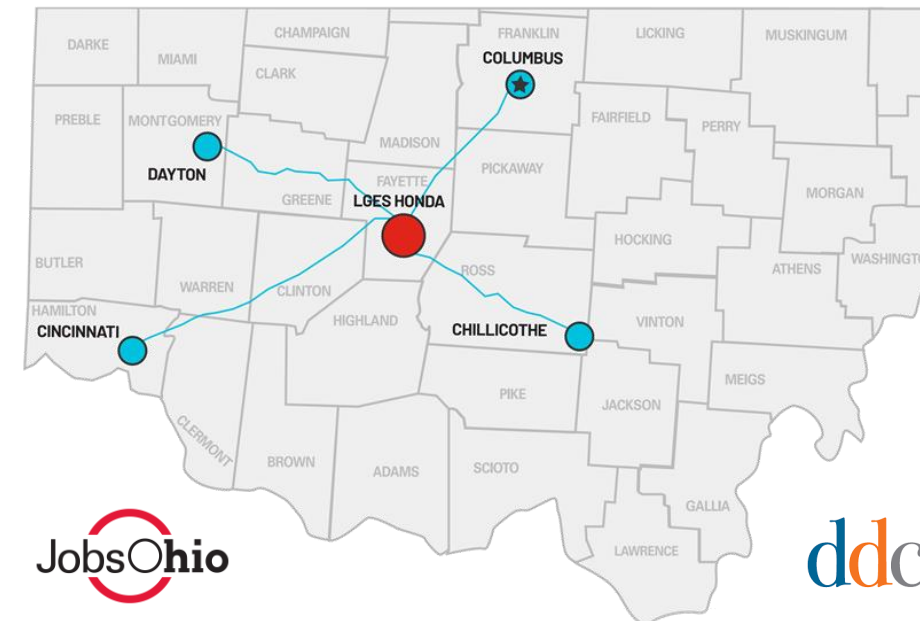 CHAMPAIGN
FRANKLIN
LICKING
MUSKINGUM
DARKE
MIAMI
COLUMBUS
CLARK
PREBLE
MONTGOMERY
FAIRFIELD
PERRY
MADISON
DAYTON
FAYETTE
PICKAWAY
GREENE
LGES HONDA
MORGAN
HOCKING
BUTLER
ROSS
ATHENS
WASHINGTO
WARREN
CLINTON
HAMILTON
HIGHLAND
CINCINNATI
CHILLICOTHE
VINTON
PIKE
JACKSON
MEIGS
CLERMONT
BROWN
ADAMS
SCIOTO
GALLIA
LAWRENCE
JobsOhio
ddc